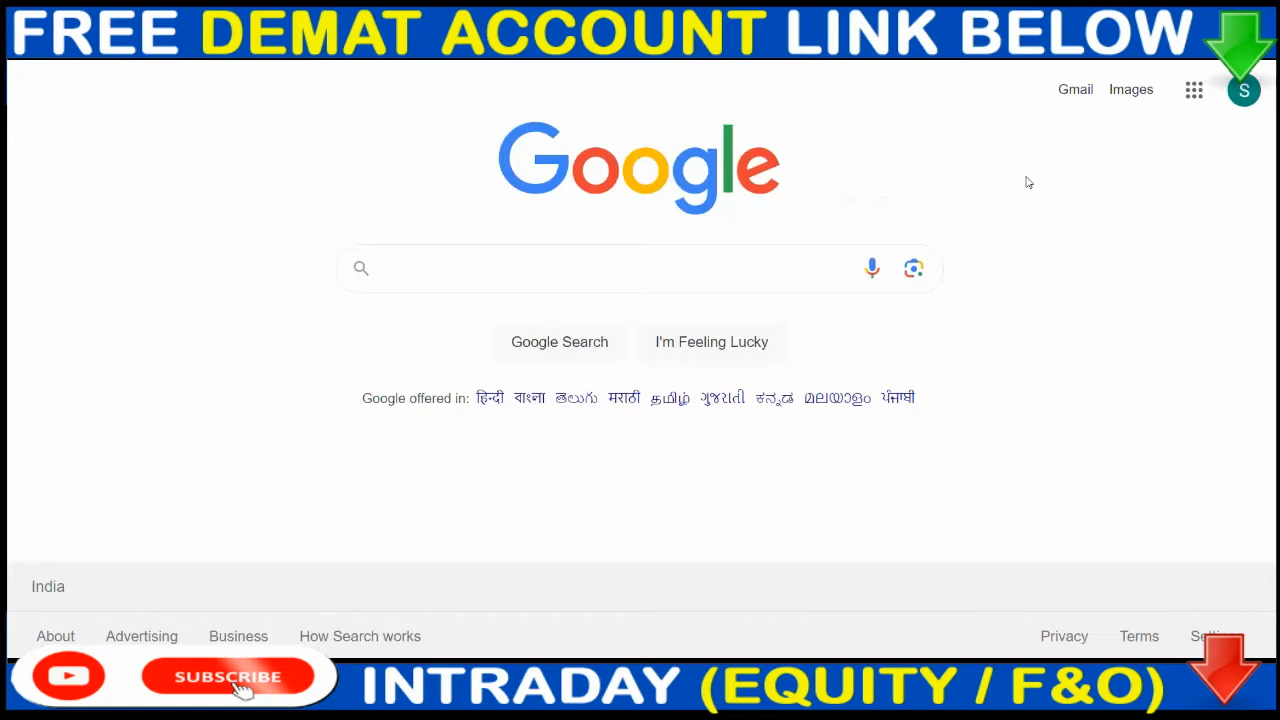 FREE DEMAT ACCOUNT LINK BELOW
Gmail Images S
Google
Google Search I'm Feeling Lucky
Google offered in: हिन्दी বাংলা తెలుగు मराठी தமிழ் ગુજરાતી ಕನ್ನಡ മലയാളം ਪੰਜਾਬੀ
India
About Advertising Business How Search works Privacy Terms
SUBSCRIBE
INTRADAY (EQUITY / F&O)